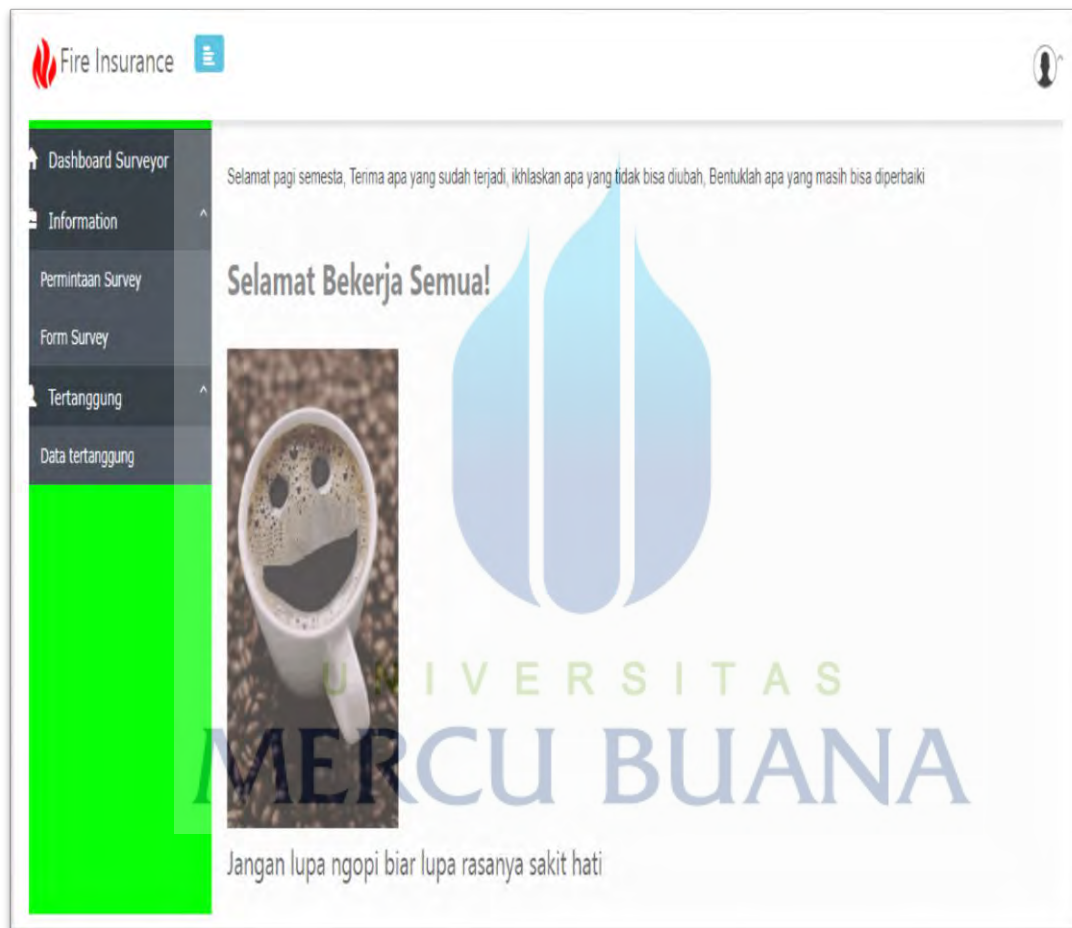 Fire Insurance
Dashboard Surveyor
Information
Permintaan Survey
Form Survey
Tertanggung
Data tertanggung
Selamat pagi semesta, Terima apa yang sudah terjadi, ikhlaskan apa yang tidak bisa diubah, Bentuklah apa yang masih bisa diperbaiki
Selamat Bekerja Semua!
UNIVERSITAS
MERCU BUANA
Jangan lupa ngopi biar lupa rasanya sakit hati